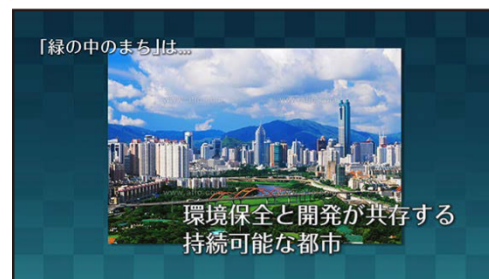 「緑の中のまち」は...
環境保全と開発が共存する
持続可能な都市